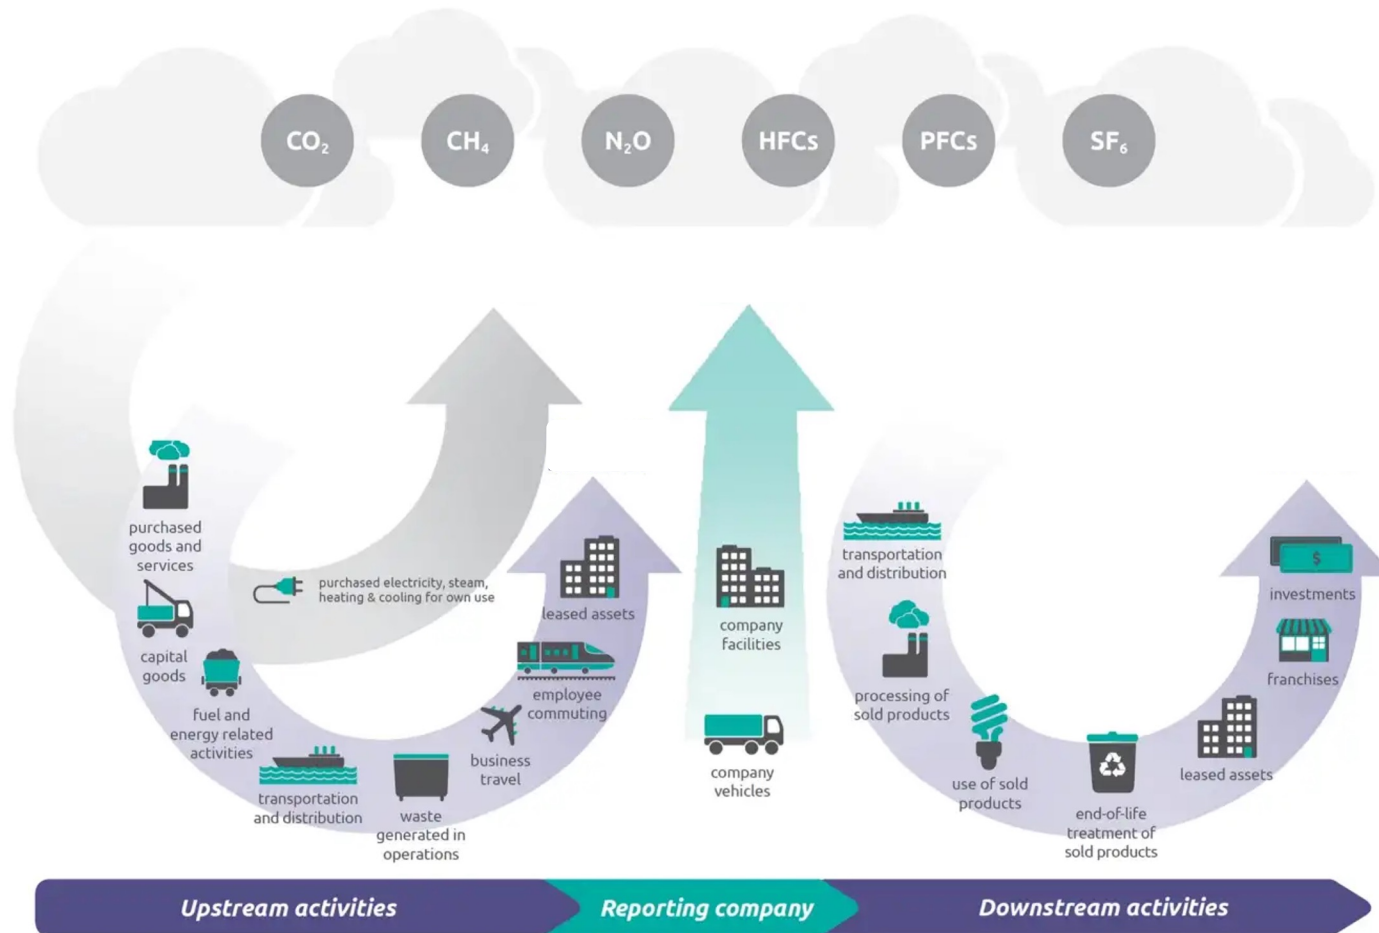 CO₂
CH₄
N₂O
HFCs
PFCs
SF₆
purchased
goods and
services
capital
goods
fuel and
energy related
activities
transportation
and distribution
waste
generated in
operations
business
travel
employee
commuting
leased assets
purchased electricity, steam,
heating & cooling for own use
company
facilities
company
vehicles
transportation
and distribution
processing of
sold products
use of sold
products
end-of-life
treatment of
sold products
leased assets
franchises
$
investments
Upstream activities
Reporting company
Downstream activities